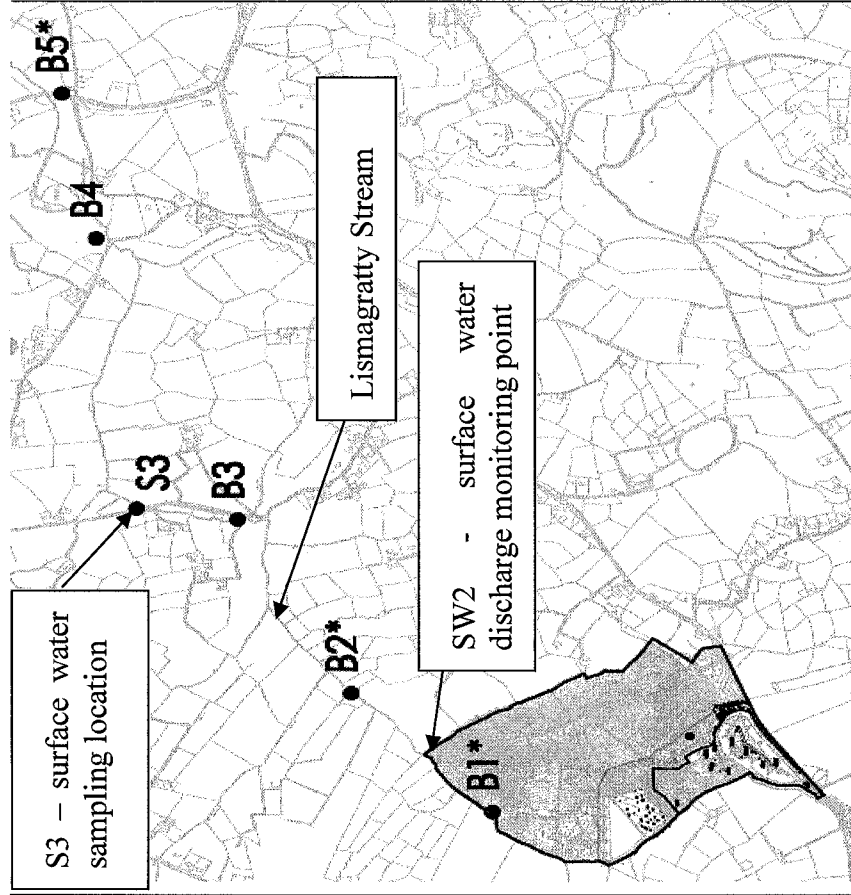 B5*
B4
Lismagratty Stream
S3
B3
S3 – surface water
sampling location
B2*
SW2 - surface water
discharge monitoring point
B1*